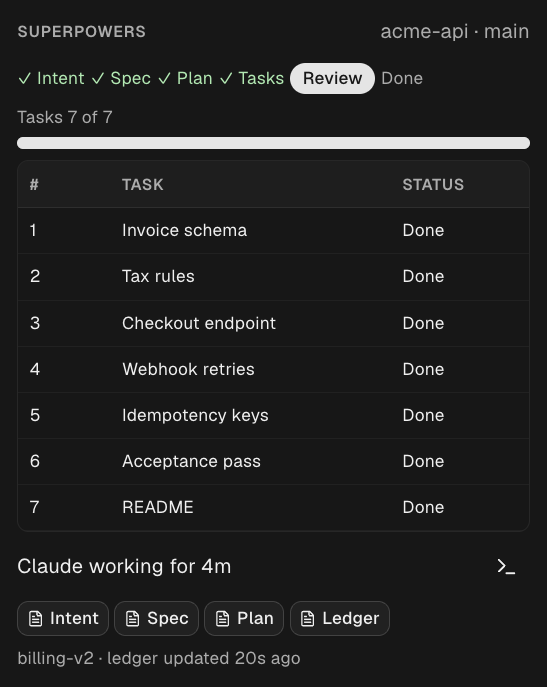 SUPERPOWERS acme-api · main
✓ Intent ✓ Spec ✓ Plan ✓ Tasks Review Done
Tasks 7 of 7
# TASK STATUS
1 Invoice schema Done
2 Tax rules Done
3 Checkout endpoint Done
4 Webhook retries Done
5 Idempotency keys Done
6 Acceptance pass Done
7 README Done
Claude working for 4m
Intent Spec Plan Ledger
billing-v2 · ledger updated 20s ago